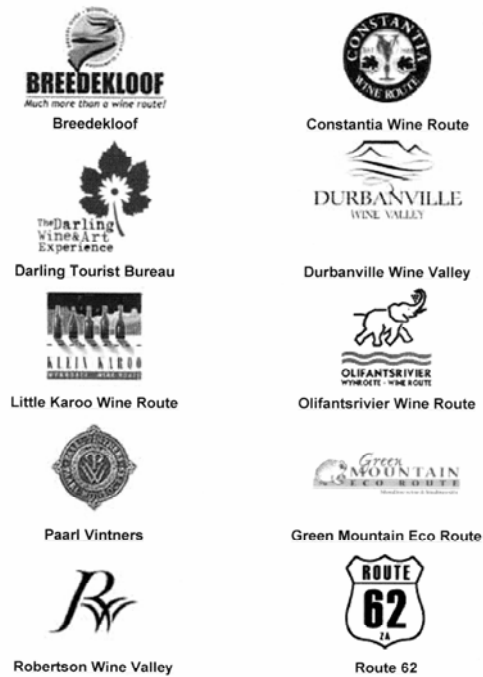 BREEDEKLOOF
Much more than a wine route!
Breedekloof
CONSTANTIA
WINE ROUTE
Constantia Wine Route
The Darling
Wine&Art
Experience
Darling Tourist Bureau
DURBANVILLE
WINE VALLEY
Durbanville Wine Valley
KLEIN KAROO
WYNROETE - WINE ROUTE
Little Karoo Wine Route
OLIFANTSRIVIER
WYNROETE - WINE ROUTE
Olifantsrivier Wine Route
Paarl Vintners
Green
MOUNTAIN
ECO ROUTE
Green Mountain Eco Route
Robertson Wine Valley
ROUTE
62
ZA
Route 62